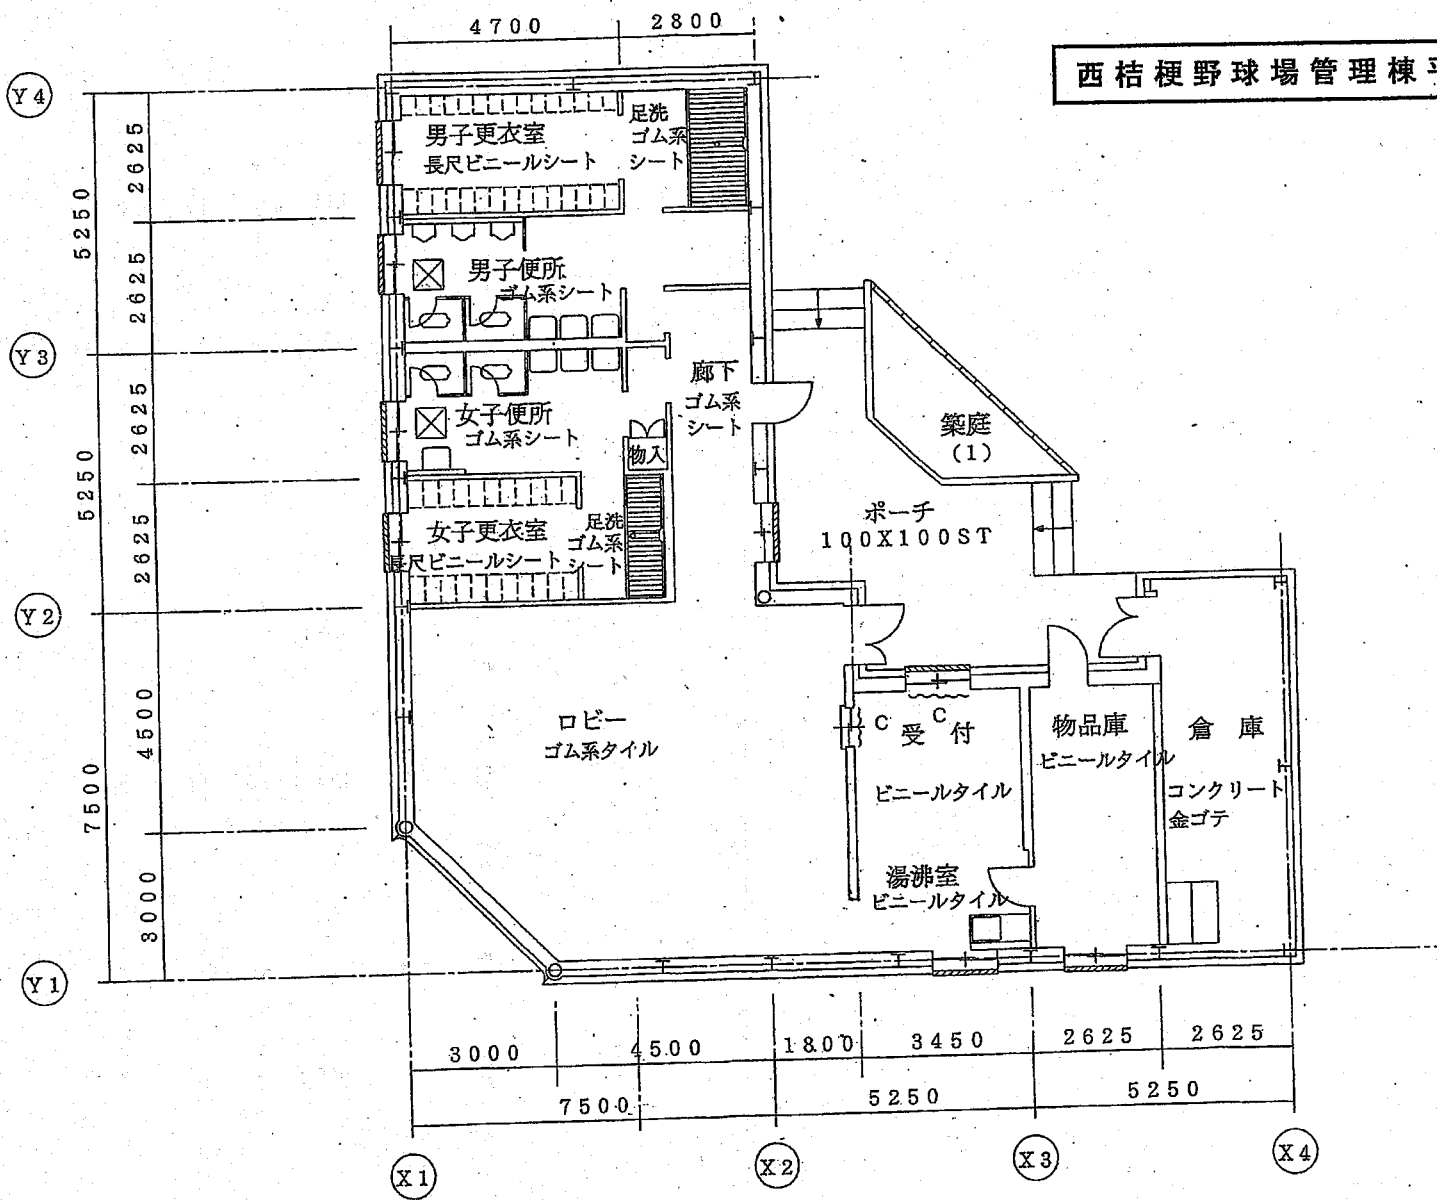 4700
2800
西桔梗野球場管理棟
Y4
2625
5250
2625
男子更衣室
長尺ビニールシート
足洗
ゴム系
シート
男子便所
ゴム系シート
Y3
2625
5250
2625
女子便所
ゴム系シート
物入
廊下
ゴム系
シート
築庭
(1)
女子更衣室
長尺ビニールシート
足洗
ゴム系
シート
ポーチ
100X100ST
Y2
4500
7500
3000
ロビー
ゴム系タイル
C
C
受付
ビニールタイル
物品庫
ビニールタイル
倉庫
コンクリート
金ゴテ
湯沸室
ビニールタイル
Y1
3000
4500
1800
3450
2625
2625
7500
5250
5250
X1
X2
X3
X4